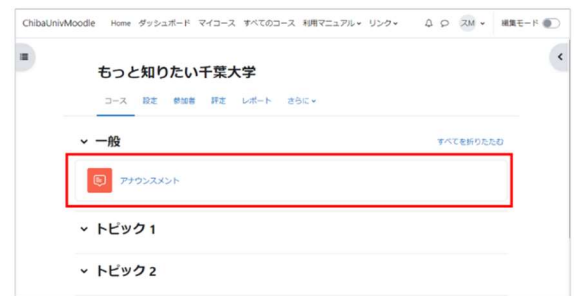 ChibaUnivMoodle Home ダッシュボード マイコース すべてのコース 利用マニュアル リンク スM 編集モード
もっと知りたい千葉大学
コース 設定 参加者 評定 レポート さらに
一般 すべてを折りたたむ
アナウンスメント
トピック 1
トピック 2